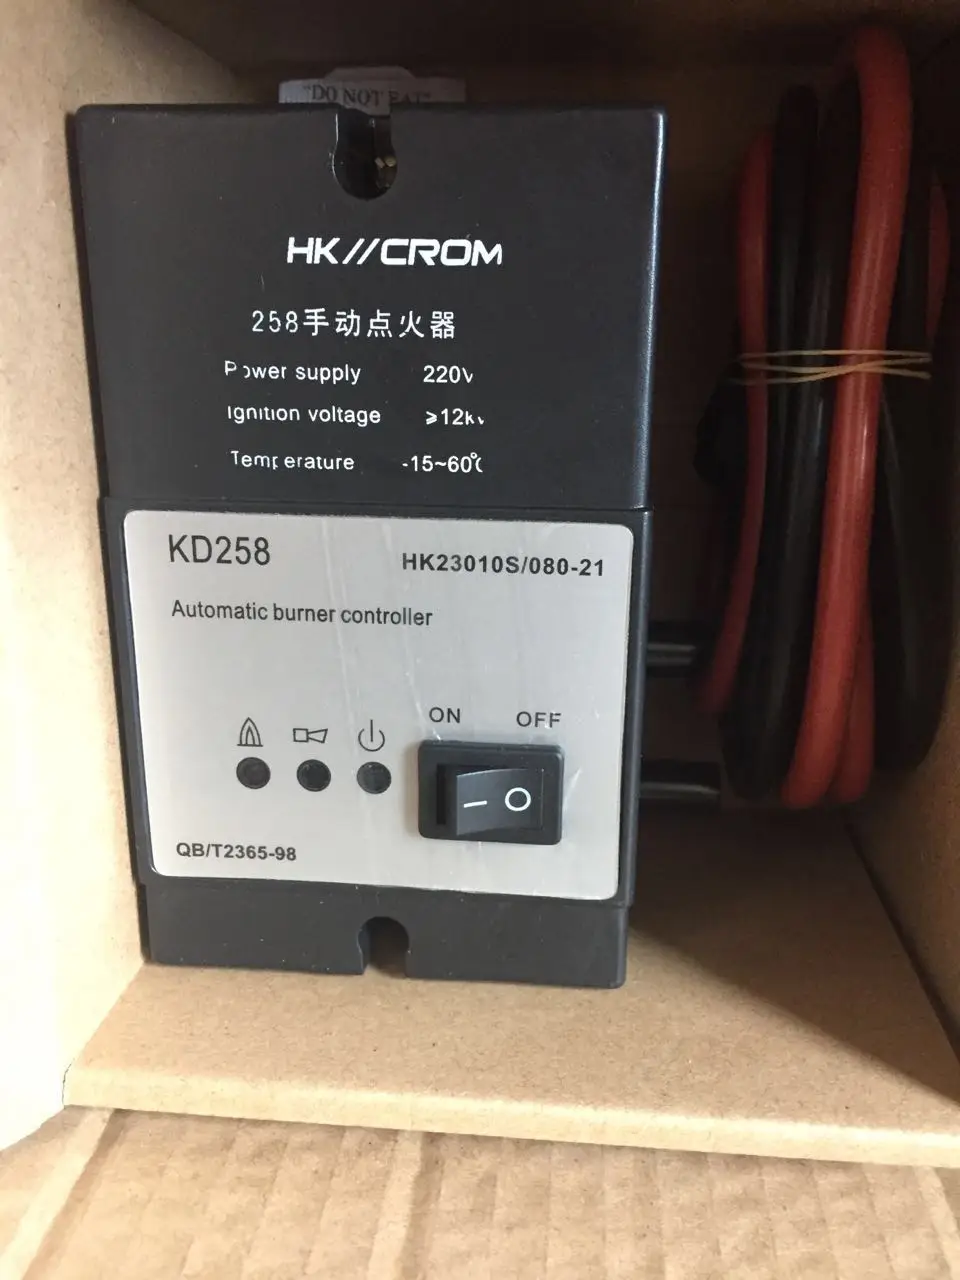 "DO NOT EAT"
HK//CROM
258手动点火器
Power supply 220V
Ignition voltage ≥12kv
Temperature -15~60℃
KD258 HK23010S/080-21
Automatic burner controller
ON OFF
QB/T2365-98